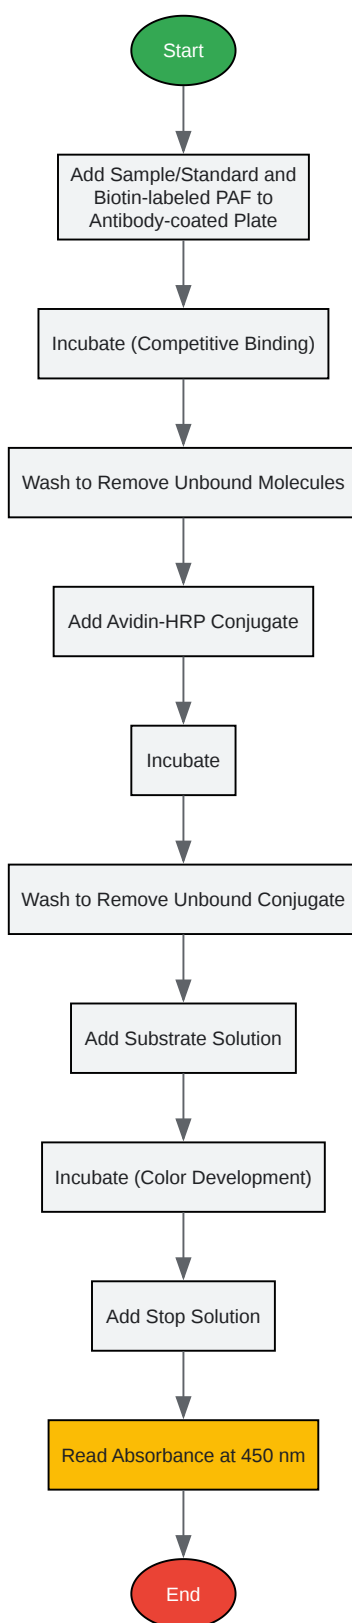 Start
Add Sample/Standard and
Biotin-labeled PAF to
Antibody-coated Plate
Incubate (Competitive Binding)
Wash to Remove Unbound Molecules
Add Avidin-HRP Conjugate
Incubate
Wash to Remove Unbound Conjugate
Add Substrate Solution
Incubate (Color Development)
Add Stop Solution
Read Absorbance at 450 nm
End